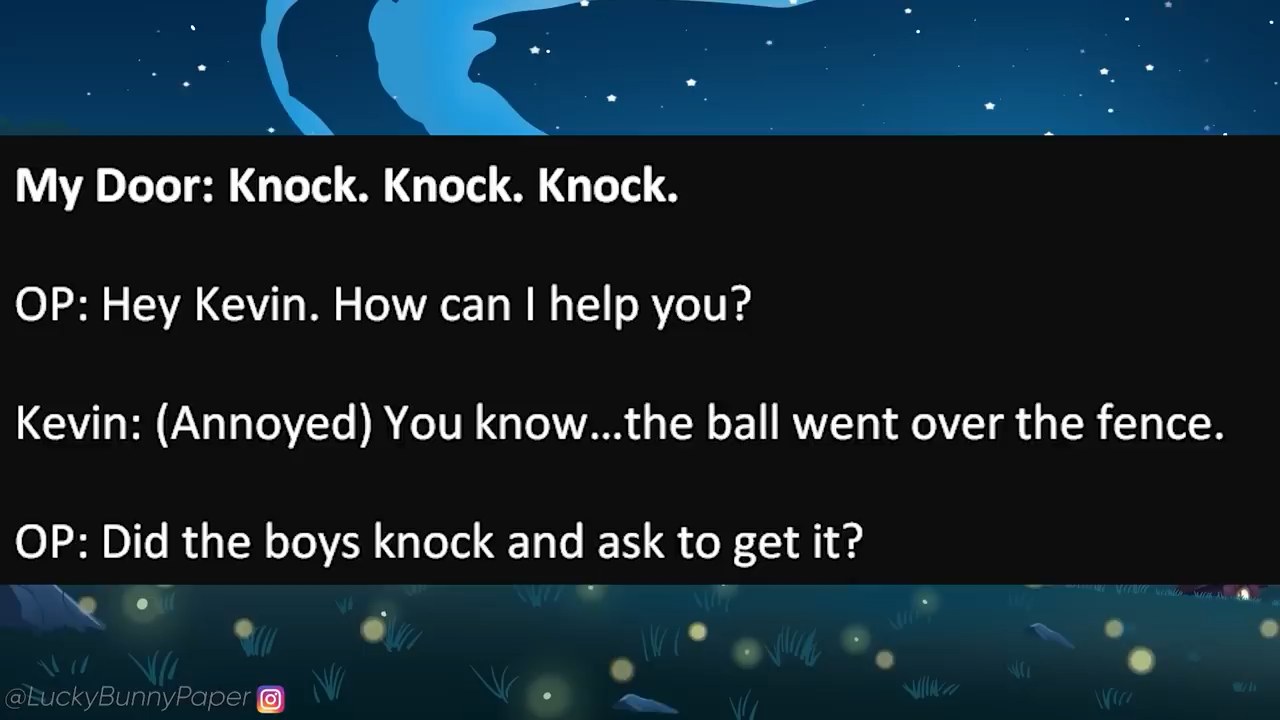 My Door: Knock. Knock. Knock.
OP: Hey Kevin. How can I help you?
Kevin: (Annoyed) You know...the ball went over the fence.
OP: Did the boys knock and ask to get it?
@LuckyBunnyPaper